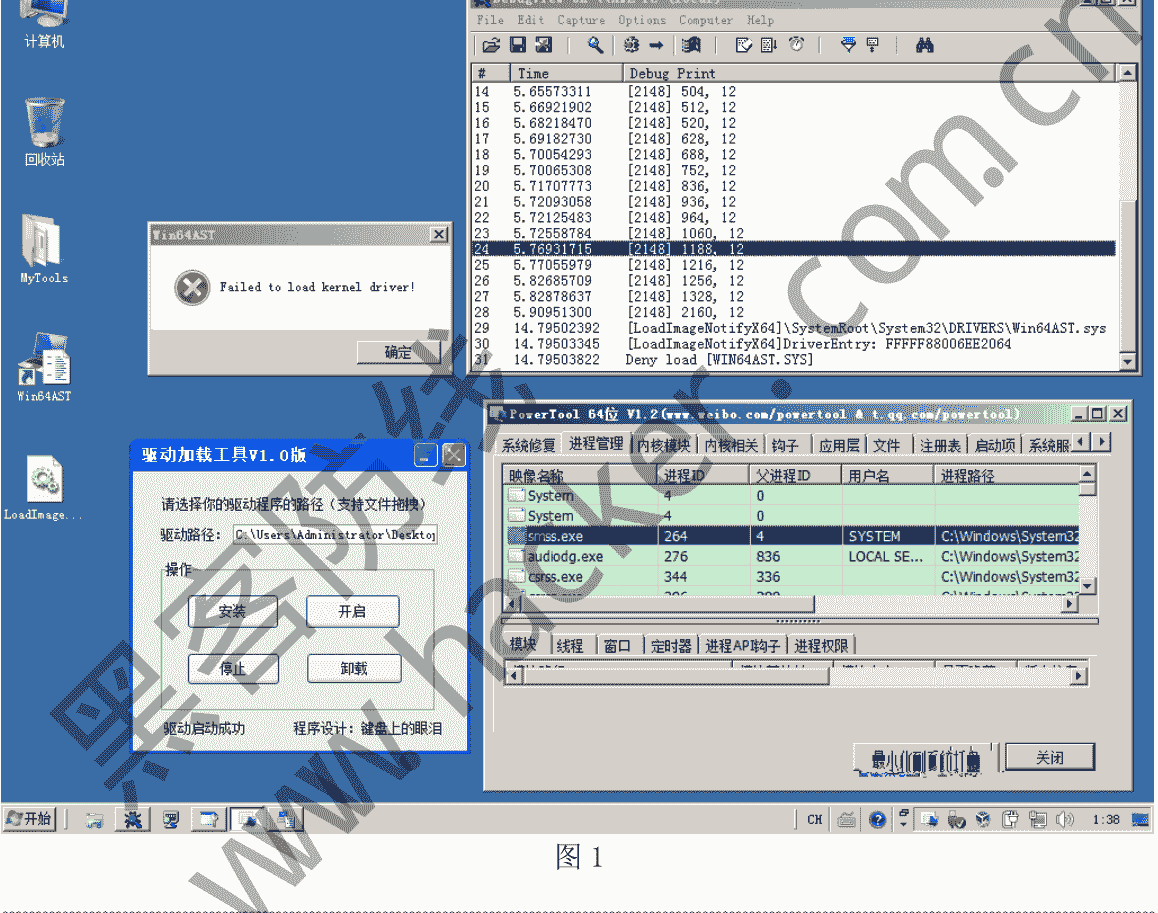 计算机
回收站
MyTools
Win64AST
LoadImage...
File Edit Capture Options Computer Help
# Time Debug Print
14 5.65573311 [2148] 504, 12
15 5.66921902 [2148] 512, 12
16 5.68218470 [2148] 520, 12
17 5.69182730 [2148] 628, 12
18 5.70054293 [2148] 688, 12
19 5.70065308 [2148] 752, 12
20 5.71707773 [2148] 836, 12
21 5.72093058 [2148] 936, 12
22 5.72125483 [2148] 964, 12
23 5.72558784 [2148] 1060, 12
24 5.76931715 [2148] 1188, 12
25 5.77055979 [2148] 1216, 12
26 5.82685709 [2148] 1256, 12
27 5.82878637 [2148] 1328, 12
28 5.90951300 [2148] 2160, 12
29 14.79502392 [LoadImageNotifyX64]\SystemRoot\System32\DRIVERS\Win64AST.sys
30 14.79503345 [LoadImageNotifyX64]DriverEntry: FFFFF88006EE2064
31 14.79503822 Deny load [WIN64AST.SYS]
Win64AST
Failed to load kernel driver!
确定
驱动加载工具V1.0版
请选择你的驱动程序的路径（支持文件拖拽）
驱动路径： C:\Users\Administrator\Desktop
操作
安装 开启
停止 卸载
驱动启动成功 程序设计：键盘上的眼泪
PowerTool 64位 V1.2(www.weibo.com/powertool & t.qq.com/powertool)
系统修复 进程管理 内核模块 内核相关 钩子 应用层 文件 注册表 启动项 系统服
映像名称 进程ID 父进程ID 用户名 进程路径
System 4 0
System 4 0
smss.exe 264 4 SYSTEM C:\Windows\System32
audiodg.exe 276 836 LOCAL SE... C:\Windows\System32
csrss.exe 344 336 C:\Windows\System32
模块 线程 窗口 定时器 进程API钩子 进程权限
关闭
开始 CH 1:38
图 1
黑客防线
www.hacker.com.cn